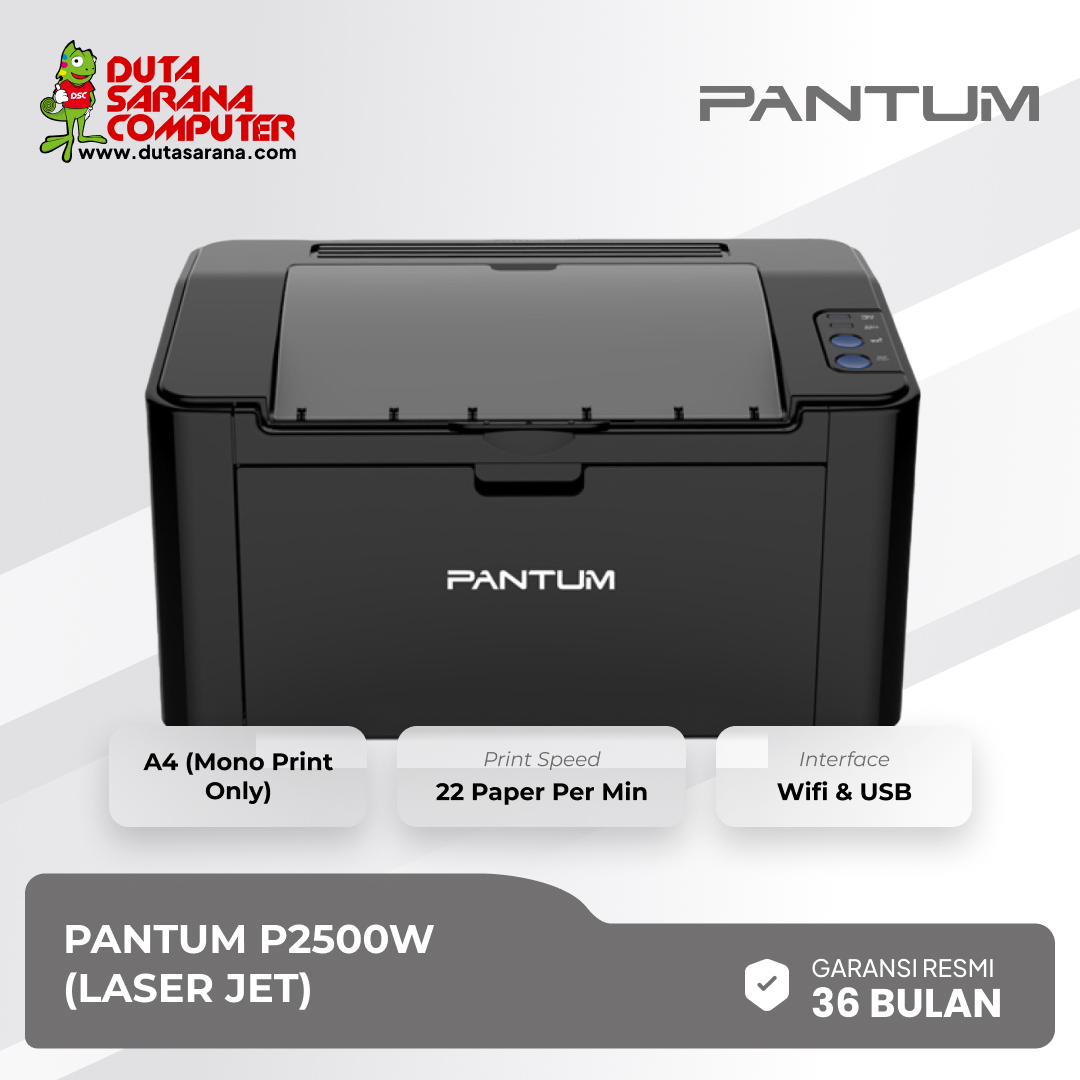 DUTA
SARANA
COMPUTER
DSC
www.dutasarana.com
PANTUM
PANTUM
A4 (Mono Print
Only)
Print Speed
22 Paper Per Min
Interface
Wifi & USB
PANTUM P2500W
(LASER JET)
GARANSI RESMI
36 BULAN